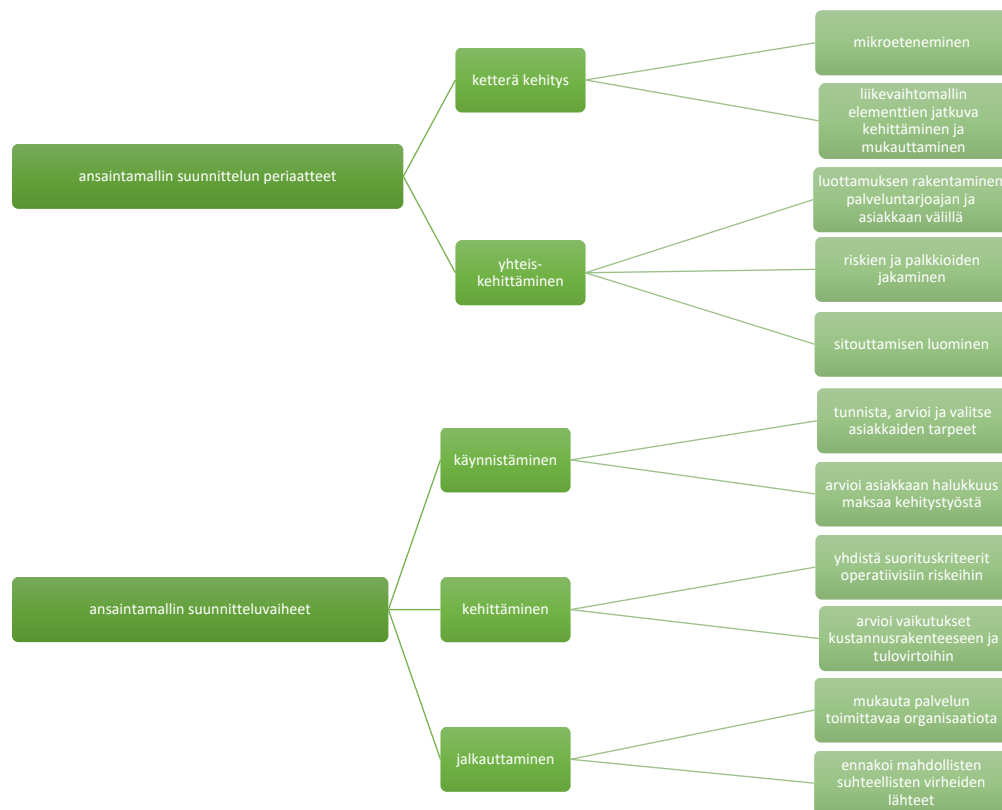 ansaintamallin suunnittelun periaatteet
ketterä kehitys
mikroeteneminen
liikevaihtomallin
elementtien jatkuva
kehittäminen ja
mukauttaminen
yhteis-
kehittäminen
luottamuksen rakentaminen
palveluntarjoajan ja
asiakkaan välillä
riskien ja palkkioiden
jakaminen
sitouttamisen luominen
ansaintamallin suunnitteluvaiheet
käynnistäminen
tunnista, arvioi ja valitse
asiakkaiden tarpeet
arvioi asiakkaan halukkuus
maksaa kehitystyöstä
kehittäminen
yhdistä suorituskriteerit
operatiivisiin riskeihin
arvioi vaikutukset
kustannusrakenteeseen ja
tulovirtoihin
jalkauttaminen
mukauta palvelun
toimittavaa organisaatiota
ennakoi mahdollisten
suhteellisten virheiden
lähteet